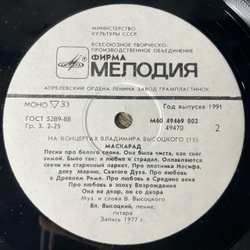 МИНИСТЕРСТВО
КУЛЬТУРЫ СССР
ВСЕСОЮЗНОЕ ТВОРЧЕСКО-
ПРОИЗВОДСТВЕННОЕ ОБЪЕДИНЕНИЕ
ФИРМА
МЕЛОДИЯ
АПРЕЛЕВСКИЙ ОРДЕНА ЛЕНИНА ЗАВОД ГРАМПЛАСТИНОК
МОНО ▽ 33
Год выпуска 1991
ГОСТ 5289-88
М60 49469 002
Гр. 3. 2-25
49470
2
НА КОНЦЕРТАХ ВЛАДИМИРА ВЫСОЦКОГО (15)
МАСКАРАД
Песня про белого слона. Она была чиста, как снег
зимой. Было так: я любил и страдал. Оплавляются
свечи на старинный паркет. Про плотника Иосифа,
деву Марию, Святого Духа. Про любовь
в Древнем Риме. Про любовь в Средние века
Про любовь в эпоху Возрождения
Она на двор, он со двора
Муз. и слова В. Высоцкого
Вл. Высоцкий, пение,
гитара
Запись 1977 г.